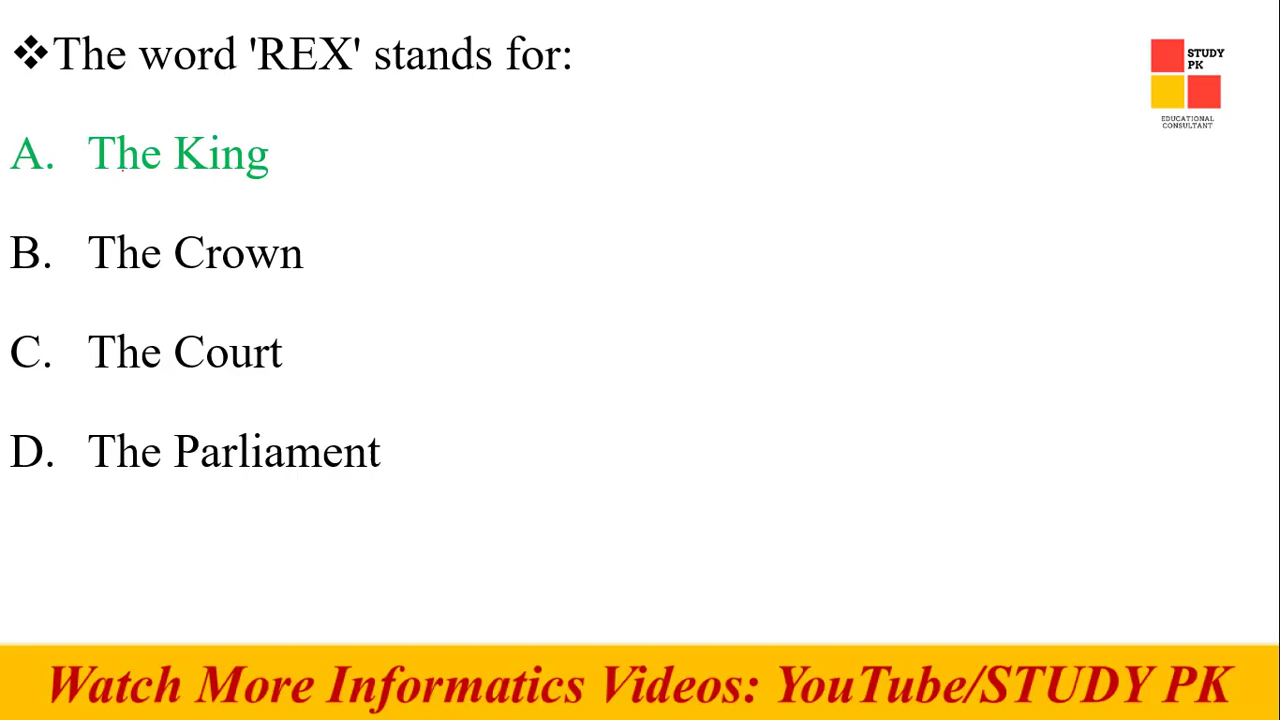 ❖The word 'REX' stands for:
STUDY
PK
EDUCATIONAL
CONSULTANT
A. The King
B. The Crown
C. The Court
D. The Parliament
Watch More Informatics Videos: YouTube/STUDY PK